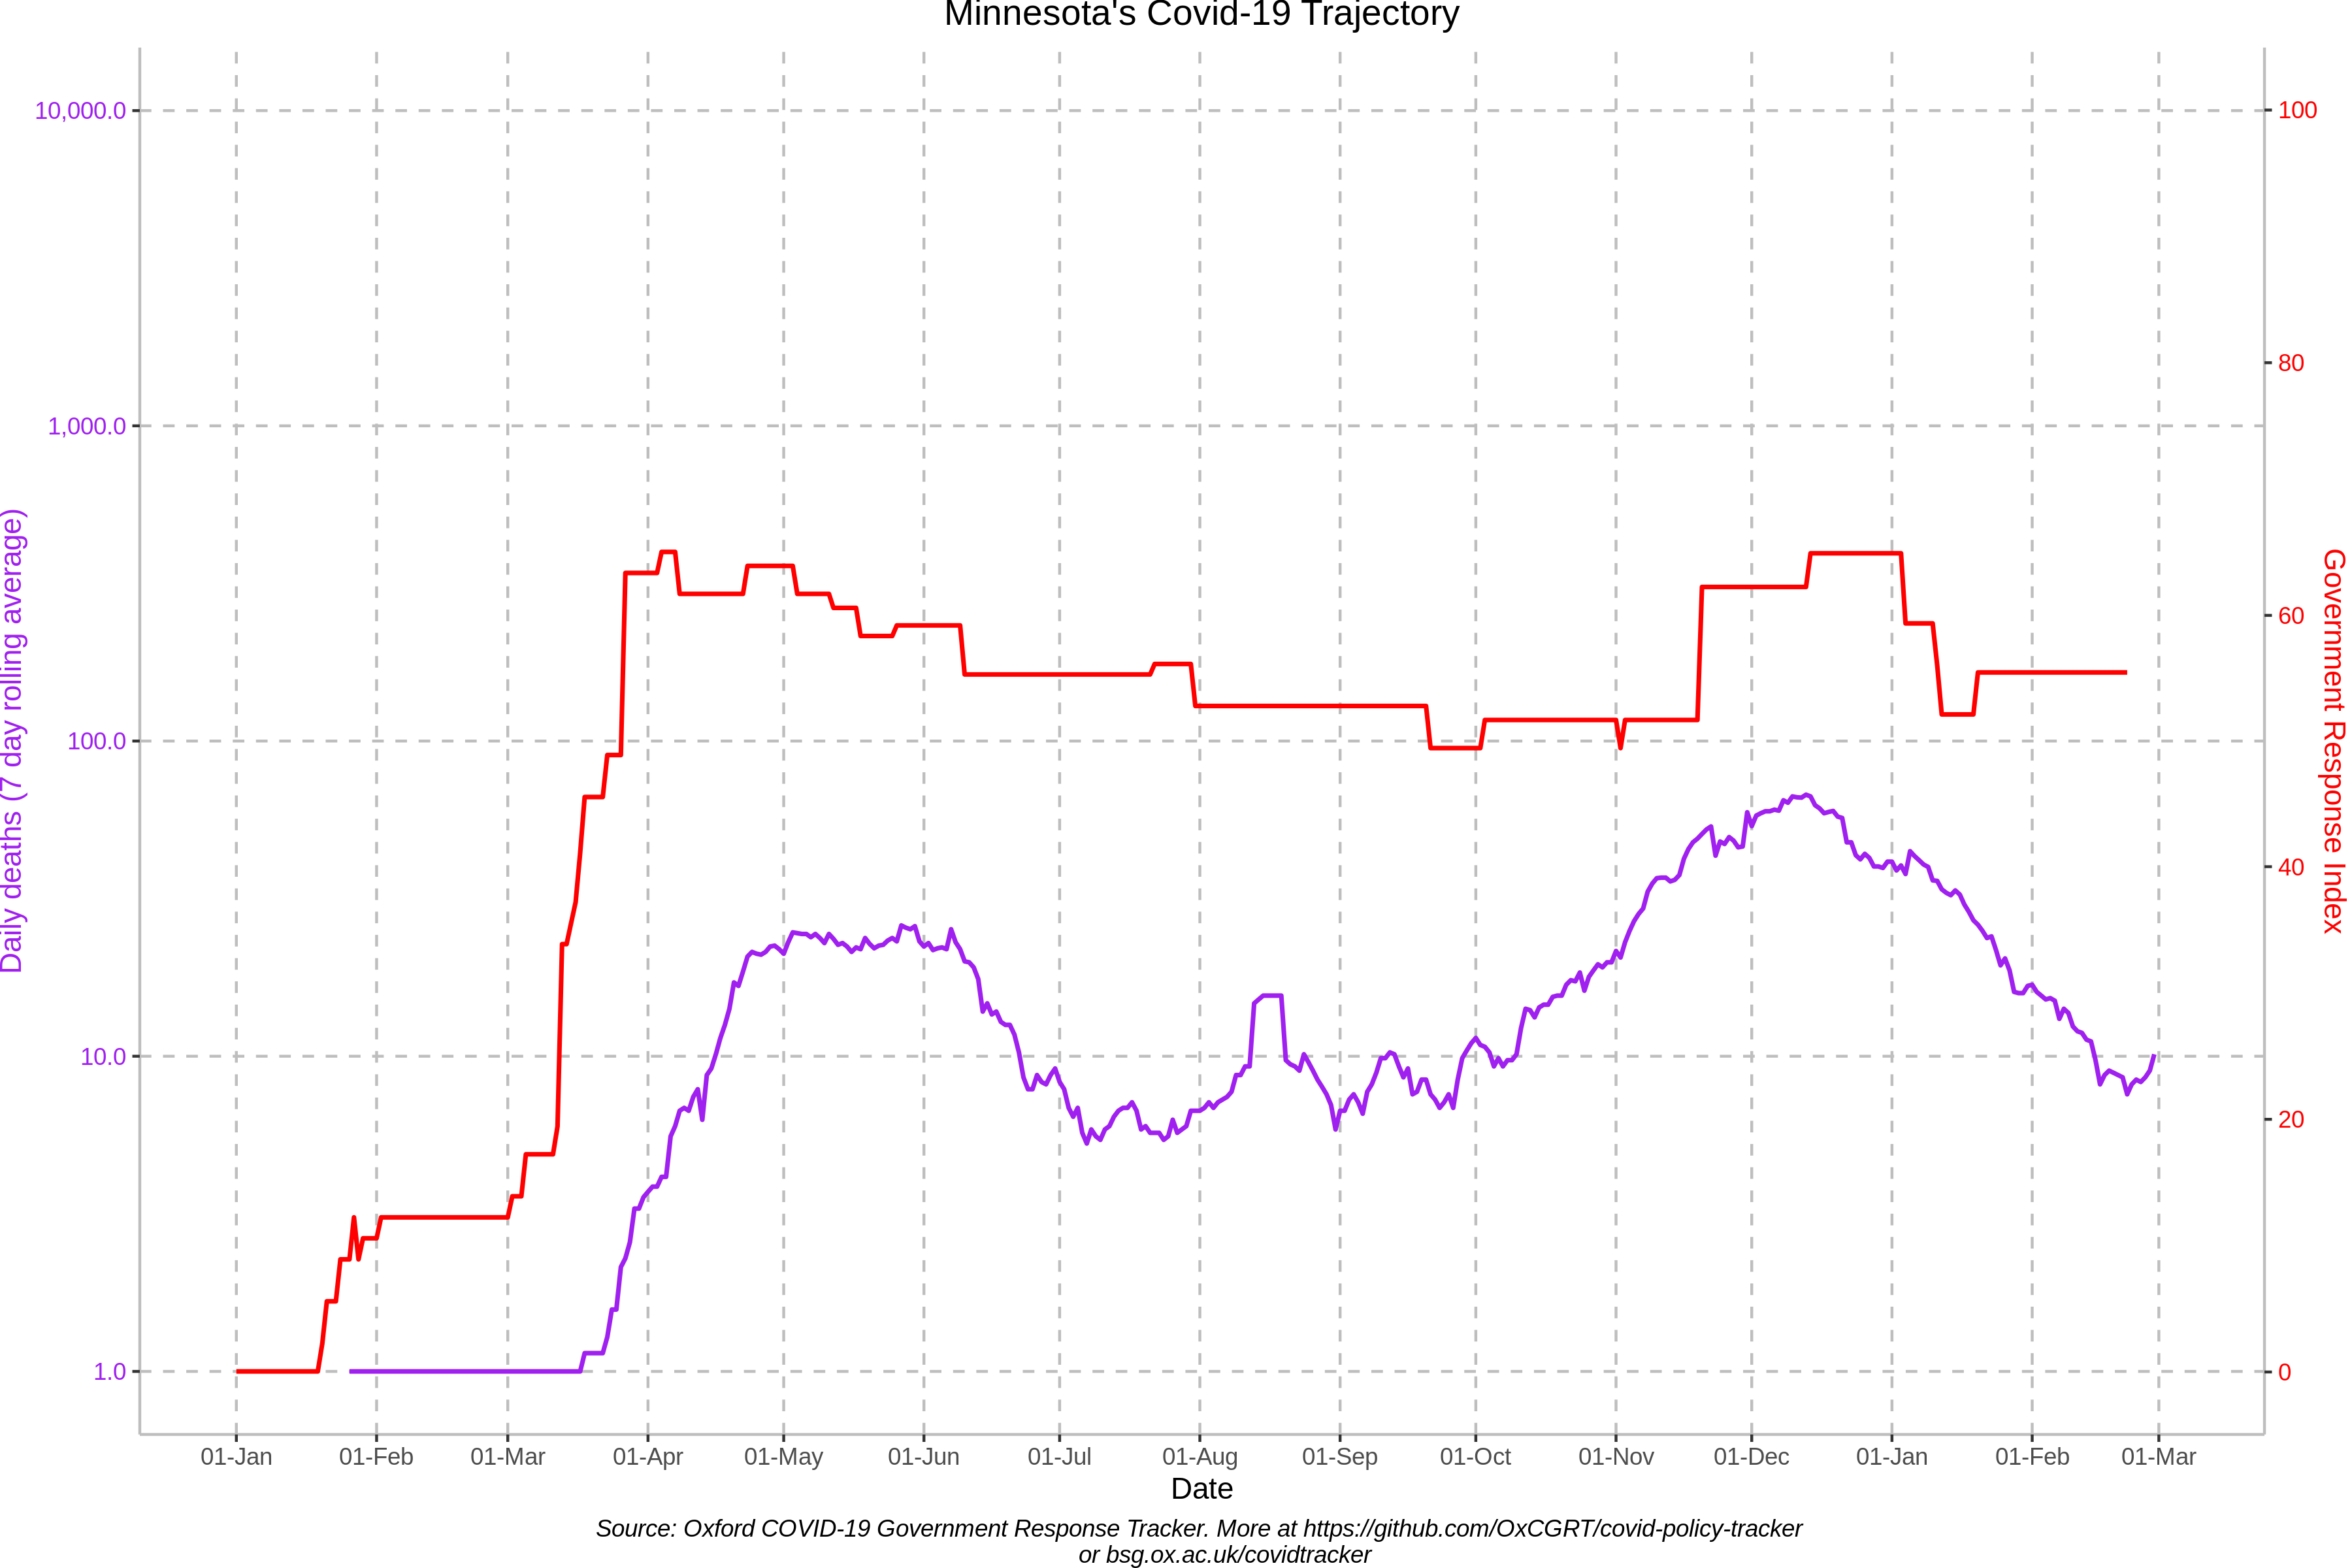 Minnesota's Covid-19 Trajectory
10,000.0
1,000.0
100.0
10.0
1.0
Daily deaths (7 day rolling average)
100
80
60
40
20
0
Government Response Index
01-Jan 01-Feb 01-Mar 01-Apr 01-May 01-Jun 01-Jul 01-Aug 01-Sep 01-Oct 01-Nov 01-Dec 01-Jan 01-Feb 01-Mar
Date
Source: Oxford COVID-19 Government Response Tracker. More at https://github.com/OxCGRT/covid-policy-tracker
or bsg.ox.ac.uk/covidtracker